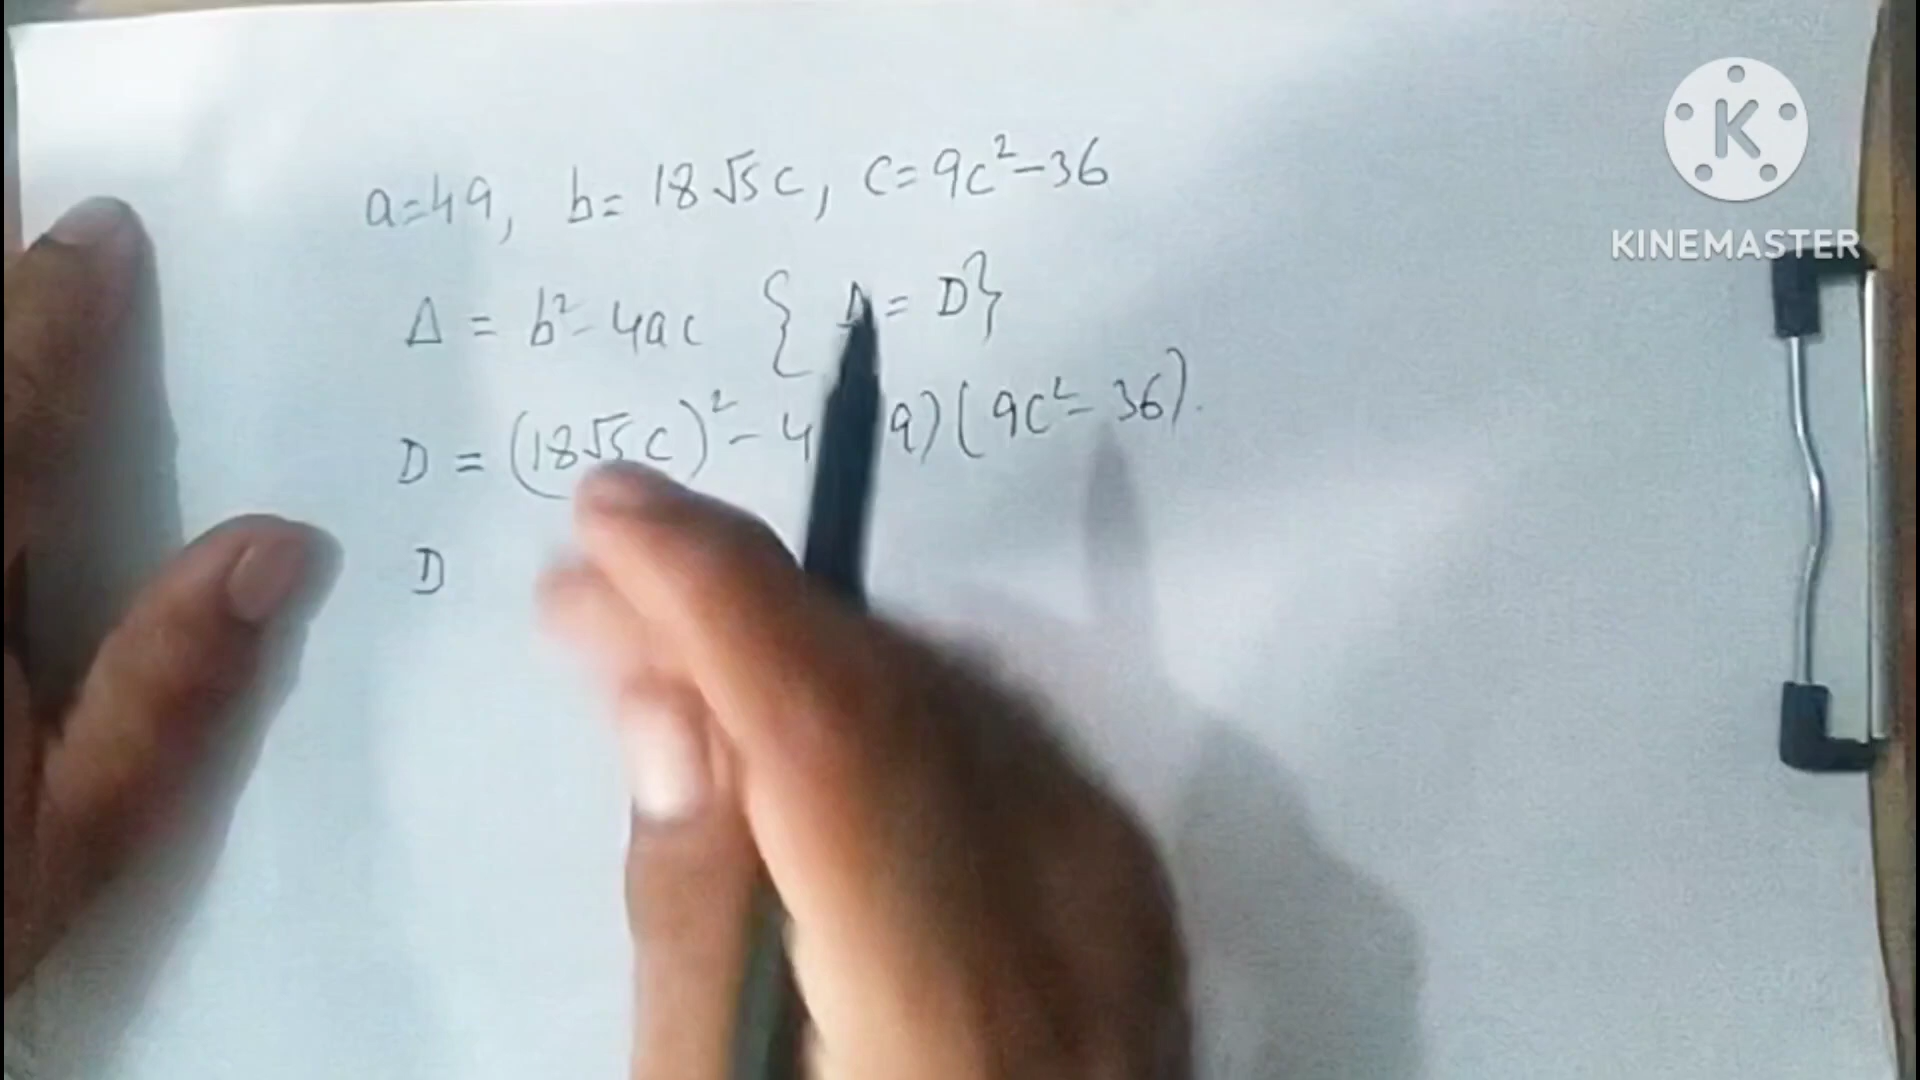 a=49, b= 18√5c, c=9c²-36
Δ = b²-4ac { Δ = D}
D = (18√5c)²-4 9)(9c²-36).
D
K
KINEMASTER